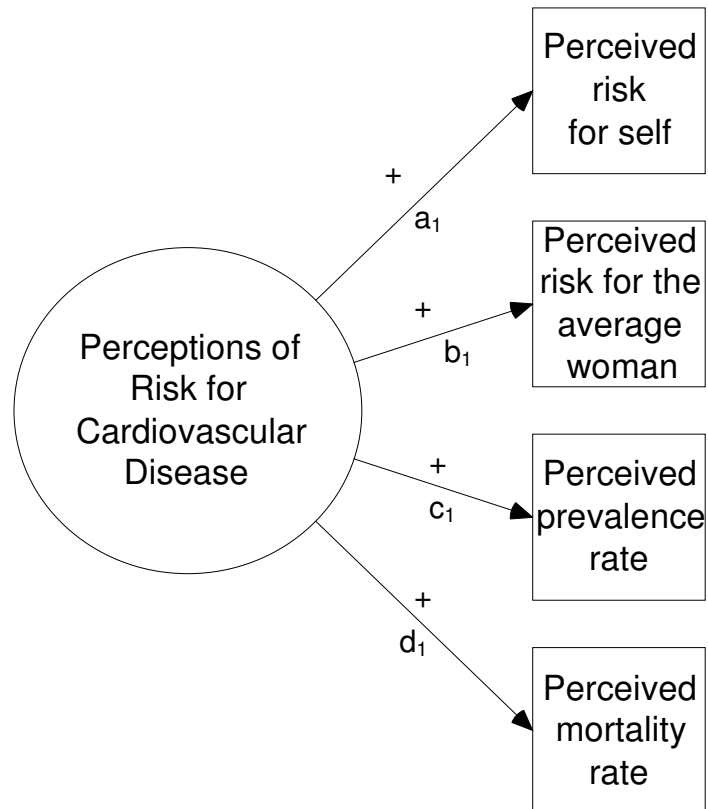 Perceived
risk
for self
+
a₁
Perceived
risk for the
average
woman
+
b₁
Perceptions of
Risk for
Cardiovascular
Disease
+
c₁
Perceived
prevalence
rate
+
d₁
Perceived
mortality
rate